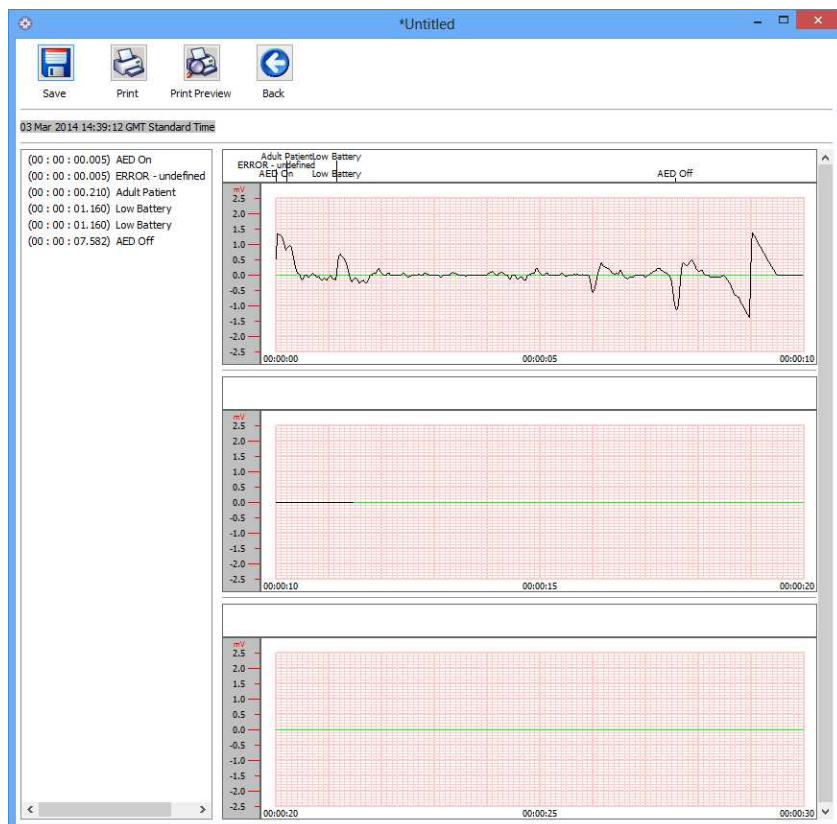 *Untitled
Save Print Print Preview Back
03 Mar 2014 14:39:12 GMT Standard Time
(00 : 00 : 00.005) AED On
(00 : 00 : 00.005) ERROR - undefined
(00 : 00 : 00.210) Adult Patient
(00 : 00 : 01.160) Low Battery
(00 : 00 : 01.160) Low Battery
(00 : 00 : 07.582) AED Off
Adult Patient Low Battery
ERROR - undefined
AED On Low Battery AED Off
mV
2.5
2.0
1.5
1.0
0.5
0.0
-0.5
-1.0
-1.5
-2.0
-2.5
00:00:00 00:00:05 00:00:10
mV
2.5
2.0
1.5
1.0
0.5
0.0
-0.5
-1.0
-1.5
-2.0
-2.5
00:00:10 00:00:15 00:00:20
mV
2.5
2.0
1.5
1.0
0.5
0.0
-0.5
-1.0
-1.5
-2.0
-2.5
00:00:20 00:00:25 00:00:30